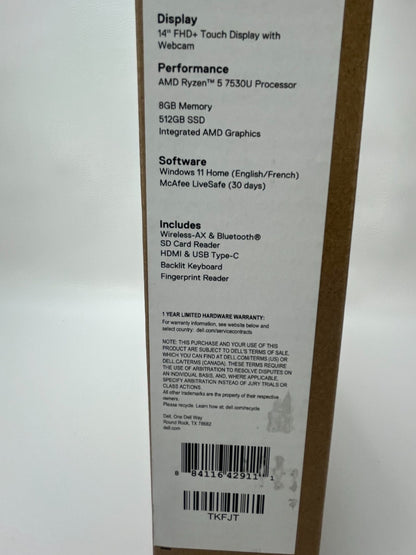 Display
14" FHD+ Touch Display with
Webcam
Performance
AMD Ryzen™ 5 7530U Processor
8GB Memory
512GB SSD
Integrated AMD Graphics
Software
Windows 11 Home (English/French)
McAfee LiveSafe (30 days)
Includes
Wireless-AX & Bluetooth®
SD Card Reader
HDMI & USB Type-C
Backlit Keyboard
Fingerprint Reader
1 YEAR LIMITED HARDWARE WARRANTY:
For warranty information, see website below and
select country: dell.com/servicecontracts
NOTE: THIS PURCHASE AND YOUR USE OF THIS
PRODUCT ARE SUBJECT TO DELL'S TERMS OF SALE,
WHICH YOU CAN FIND AT DELL.COM/TERMS (US) OR
DELL.CA/TERMS (CANADA). THESE TERMS REQUIRE
THE USE OF ARBITRATION TO RESOLVE DISPUTES ON
AN INDIVIDUAL BASIS, AND, WHERE APPLICABLE,
SPECIFY ARBITRATION INSTEAD OF JURY TRIALS OR
CLASS ACTIONS.
All other trademarks are the property of their respective
owners.
Please recycle. Learn how at: dell.com/recycle
Dell, One Dell Way
Round Rock, TX 78682
dell.com
8 84116 42911 1
TKFJT